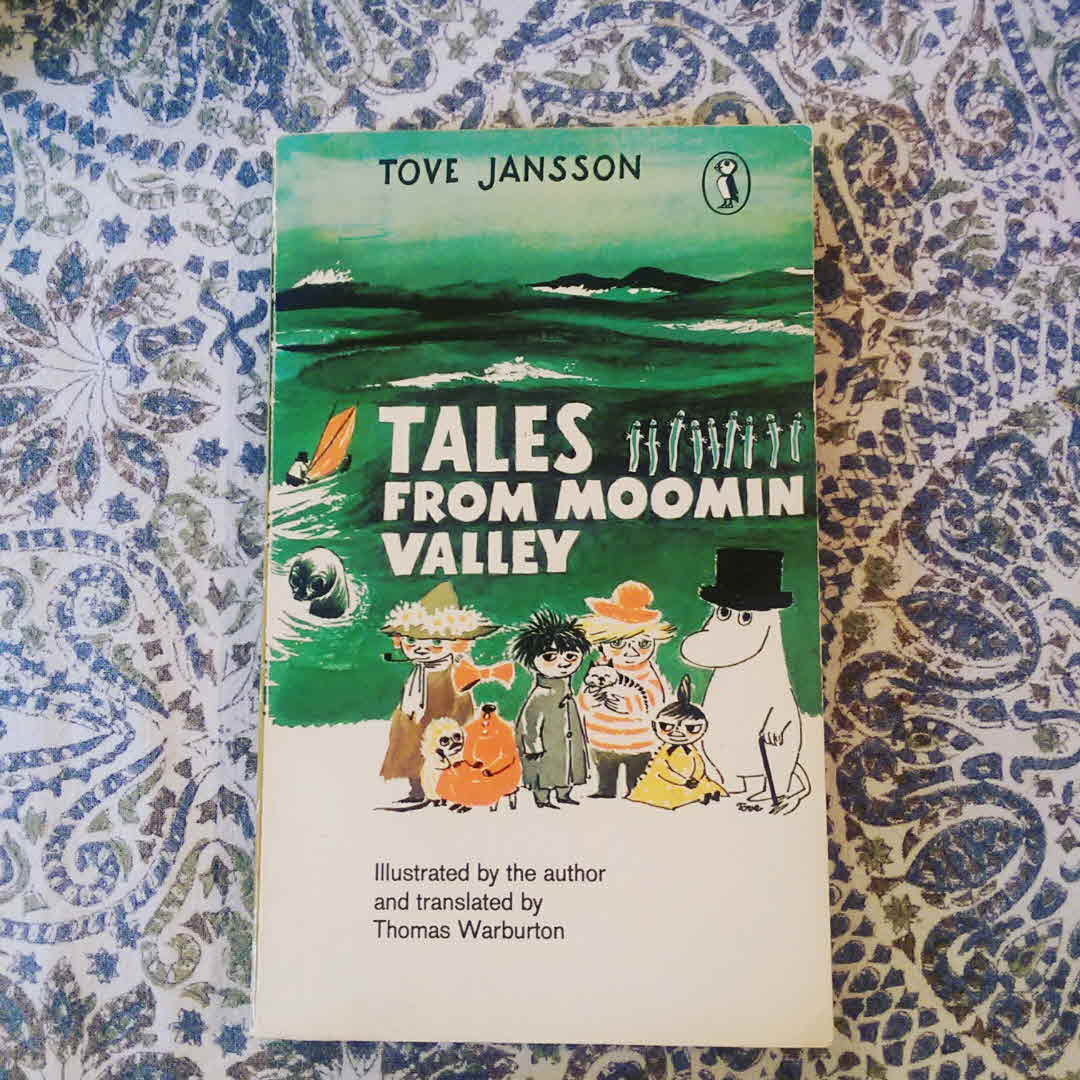 TOVE JANSSON
TALES
FROM MOOMIN
VALLEY
Tove
Illustrated by the author
and translated by
Thomas Warburton